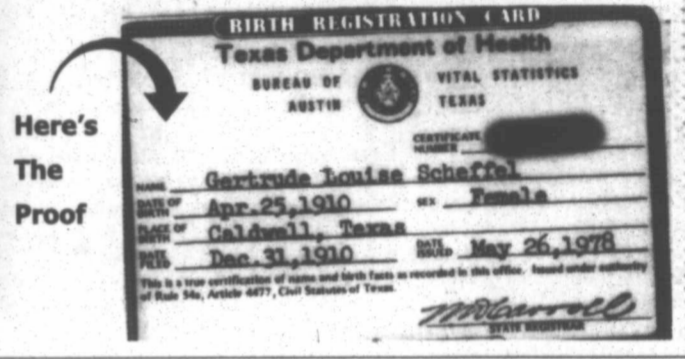 BIRTH REGISTRATION CARD
Texas Department of Health
BUREAU OF VITAL STATISTICS
AUSTIN TEXAS
Here's
The
Proof
CERTIFICATE
NUMBER
NAME Gertrude Louise Scheffel
DATE OF BIRTH Apr.25,1910 SEX Female
PLACE OF BIRTH Caldwell, Texas
DATE FILED Dec.31,1910 DATE ISSUED May 26,1978
This is a true certification of name and birth facts as recorded in this office. Issued under authority
of Rule 54a, Article 4477, Civil Statutes of Texas.
STATE REGISTRAR